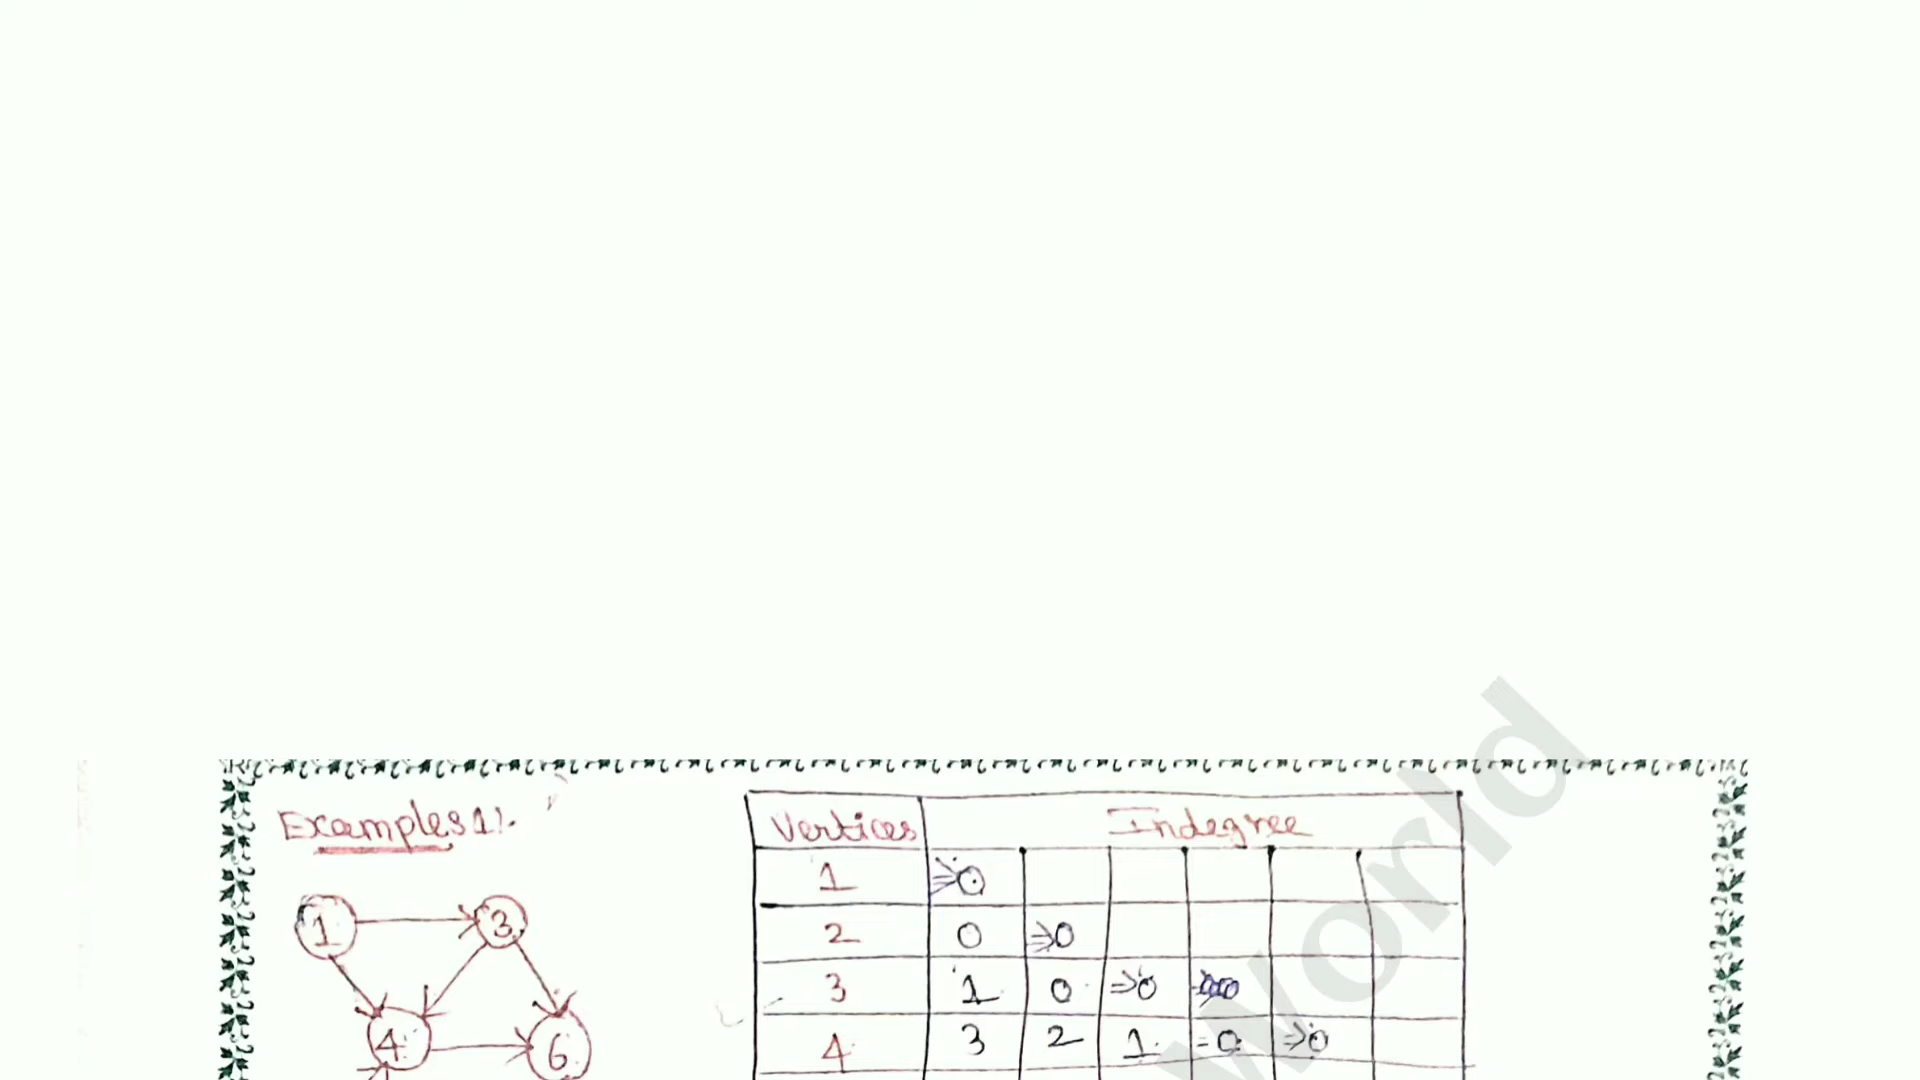 Examples 1:-
Vertices Indegree
1 ⇒0
2 0 ⇒0
3 1 0 ⇒0
4 3 2 1 =0 ⇒0
1 3
4 6
World